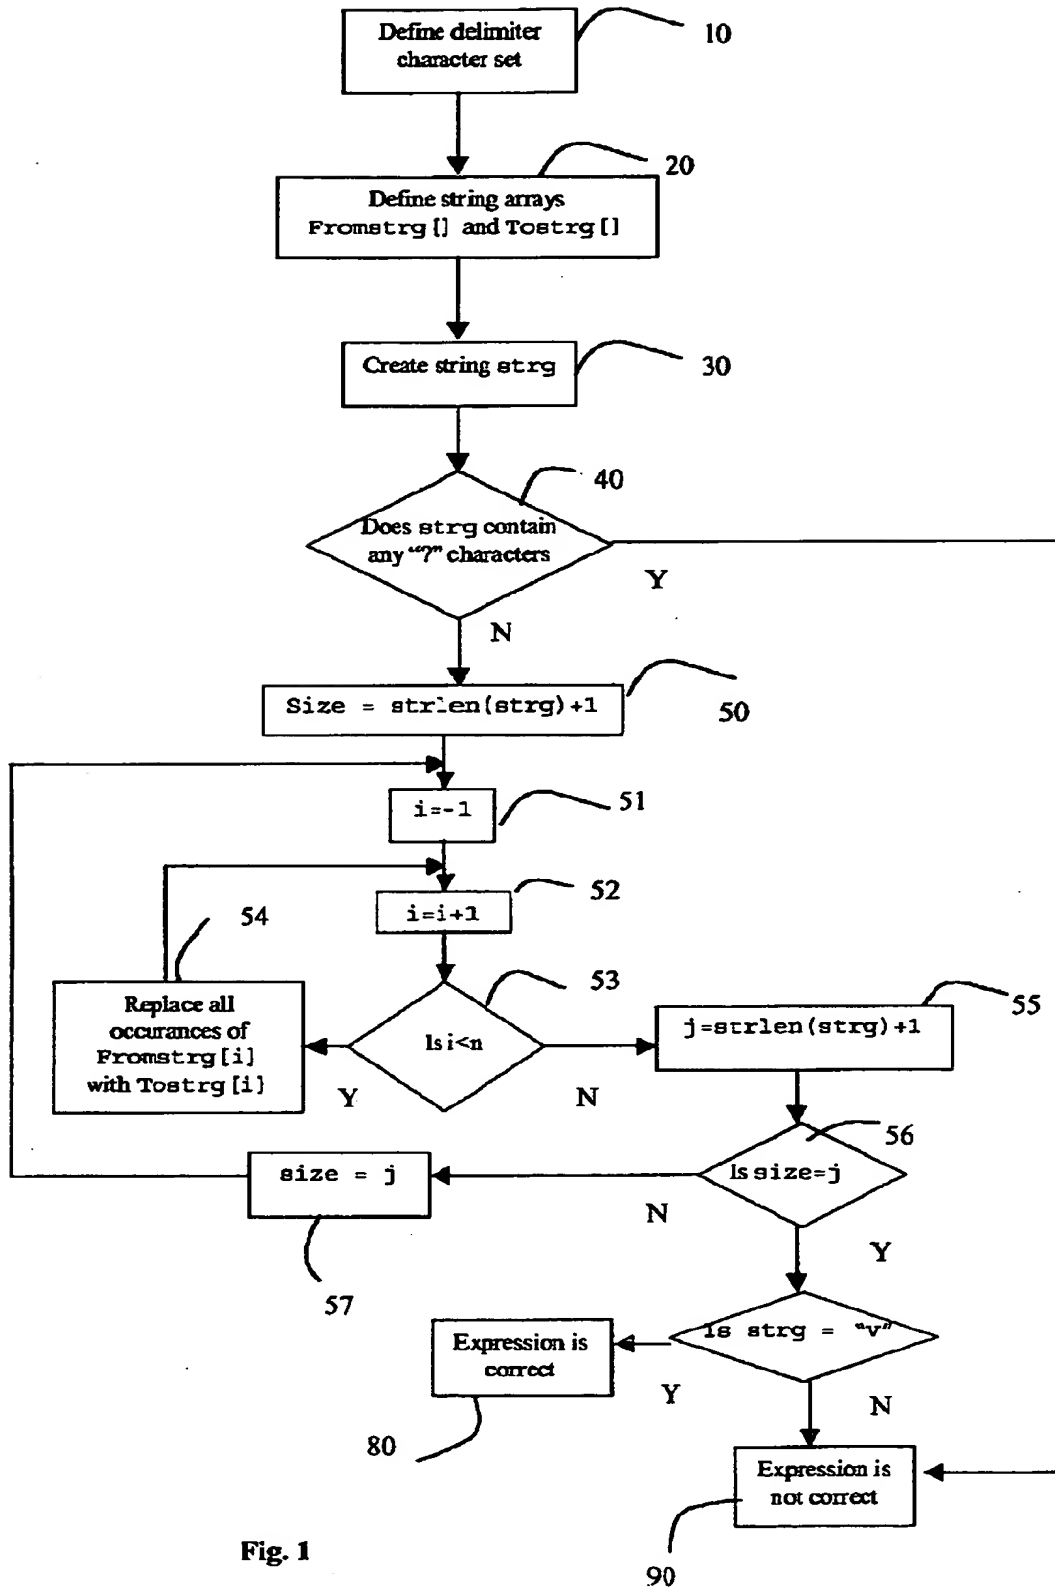 Define delimiter
character set
10
20
Define string arrays
Fromstrg[] and Tostrg[]
Create string strg
30
40
Does strg contain
any "?" characters
Y
N
Size = strlen(strg)+1
50
i=-1
51
i=i+1
52
54
53
Replace all
occurances of
Fromstrg[i]
with Tostrg[i]
Is i<n
Y
N
j=strlen(strg)+1
55
56
size = j
Is size=j
N
Y
57
Is strg = "v"
Expression is
correct
Y
N
80
Expression is
not correct
90
Fig. 1